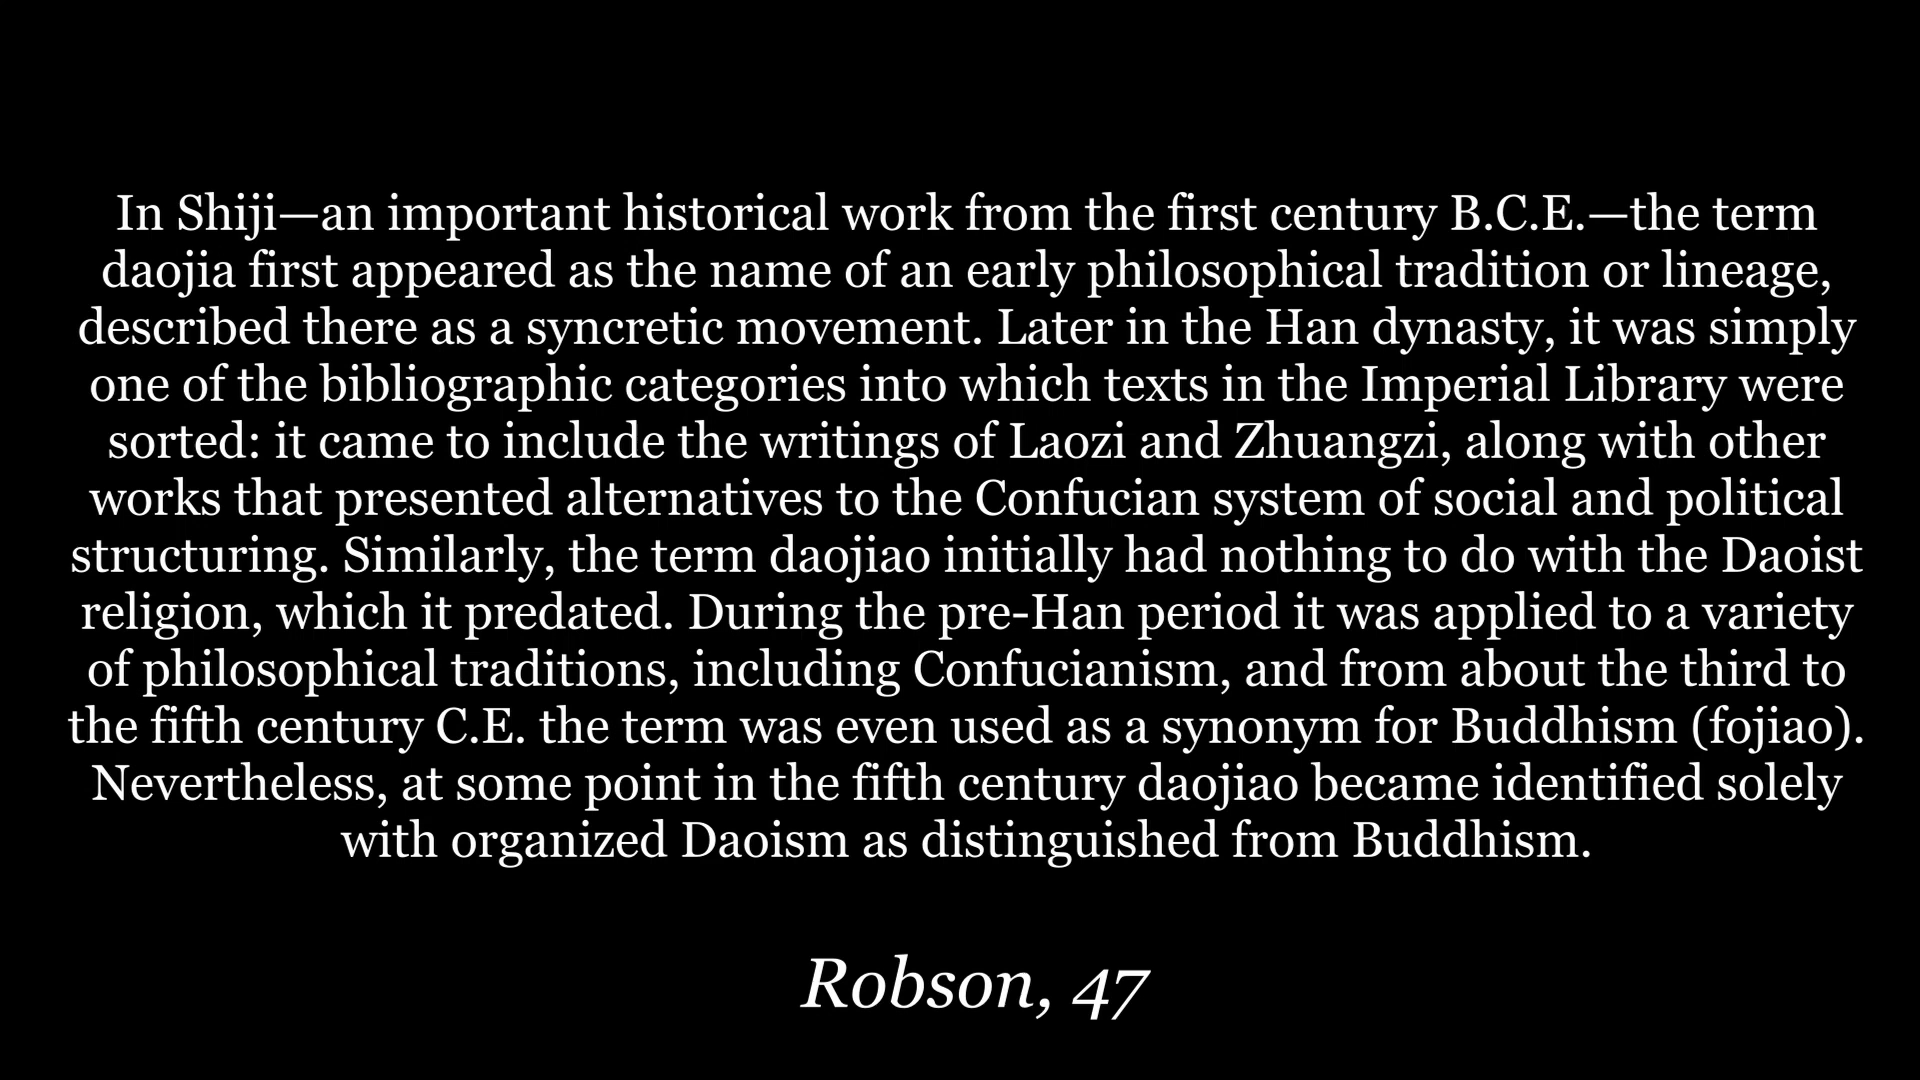 In Shiji—an important historical work from the first century B.C.E.—the term
daojia first appeared as the name of an early philosophical tradition or lineage,
described there as a syncretic movement. Later in the Han dynasty, it was simply
one of the bibliographic categories into which texts in the Imperial Library were
sorted: it came to include the writings of Laozi and Zhuangzi, along with other
works that presented alternatives to the Confucian system of social and political
structuring. Similarly, the term daojiao initially had nothing to do with the Daoist
religion, which it predated. During the pre-Han period it was applied to a variety
of philosophical traditions, including Confucianism, and from about the third to
the fifth century C.E. the term was even used as a synonym for Buddhism (fojiao).
Nevertheless, at some point in the fifth century daojiao became identified solely
with organized Daoism as distinguished from Buddhism.
Robson, 47